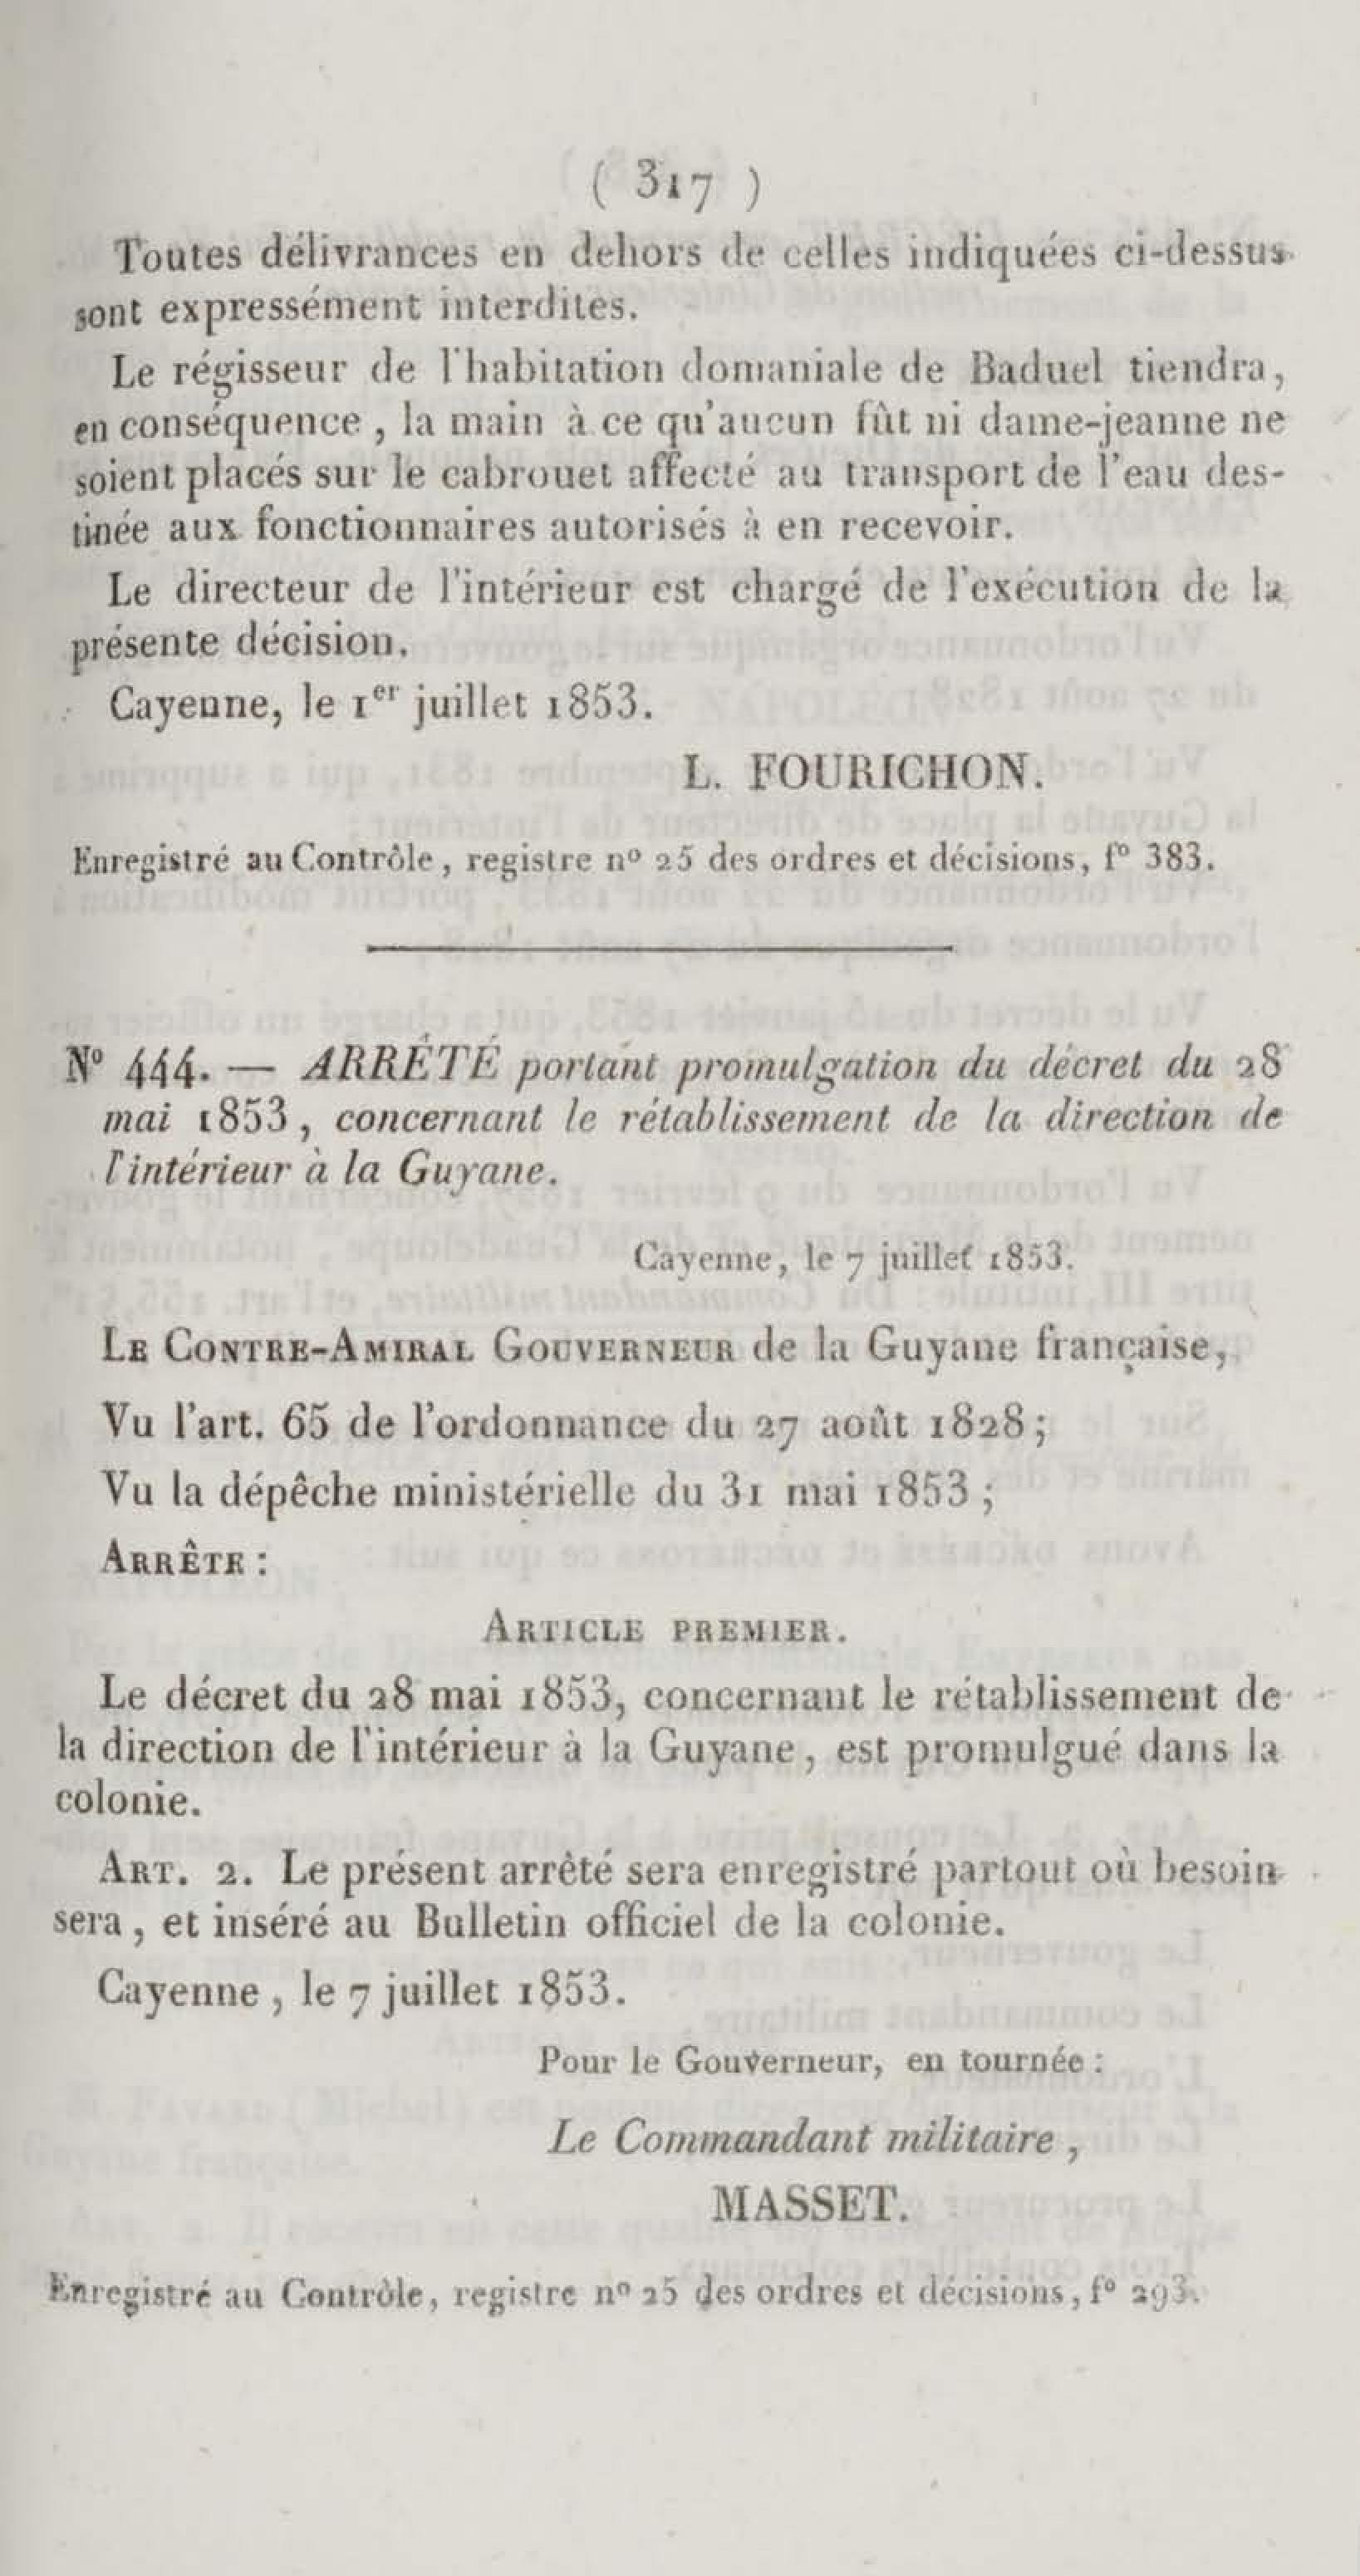 ( 317 )
Toutes délivrances en dehors de celles indiquées ci-dessus
sont expressément interdites.
Le régisseur de l'habitation domaniale de Baduel tiendra,
en conséquence, la main à ce qu'aucun fût ni dame-jeanne ne
soient placés sur le cabrouet affecté au transport de l'eau des-
tinée aux fonctionnaires autorisés à en recevoir.
Le directeur de l'intérieur est chargé de l'exécution de la
présente décision.
Cayenne, le 1er juillet 1853.
L. FOURICHON.
Enregistré au Contrôle, registre nº 25 des ordres et décisions, fº 383.
Nº 444. — ARRÊTÉ portant promulgation du décret du 28
mai 1853, concernant le rétablissement de la direction de
l'intérieur à la Guyane.
Cayenne, le 7 juillet 1853.
LE CONTRE-AMIRAL GOUVERNEUR de la Guyane française,
Vu l'art. 65 de l'ordonnance du 27 août 1828;
Vu la dépêche ministérielle du 31 mai 1853;
ARRÊTE :
ARTICLE PREMIER.
Le décret du 28 mai 1853, concernant le rétablissement de
la direction de l'intérieur à la Guyane, est promulgué dans la
colonie.
ART. 2. Le présent arrêté sera enregistré partout où besoin
sera, et inséré au Bulletin officiel de la colonie.
Cayenne, le 7 juillet 1853.
Pour le Gouverneur, en tournée :
Le Commandant militaire,
MASSET.
Enregistré au Contrôle, registre nº 25 des ordres et décisions, fº 293.